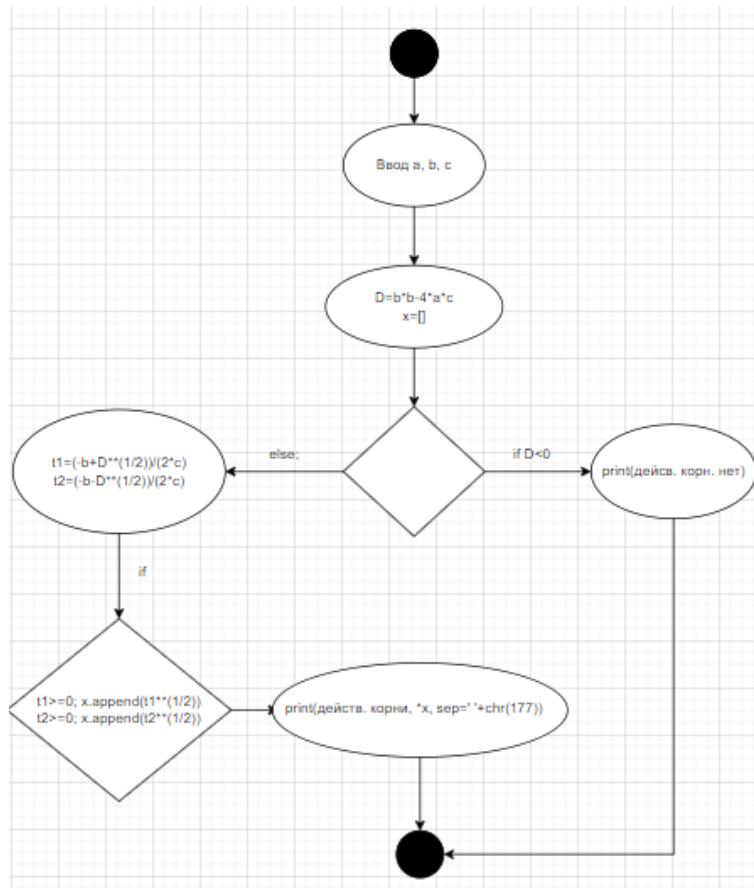 Ввод a, b, c
D=b*b-4*a*c
x=[]
else;
if D<0
t1=(-b+D**(1/2))/(2*c)
t2=(-b-D**(1/2))/(2*c)
print(дейсв. корн. нет)
if
t1>=0; x.append(t1**(1/2))
t2>=0; x.append(t2**(1/2))
print(действ. корни, *x, sep=' '+chr(177))